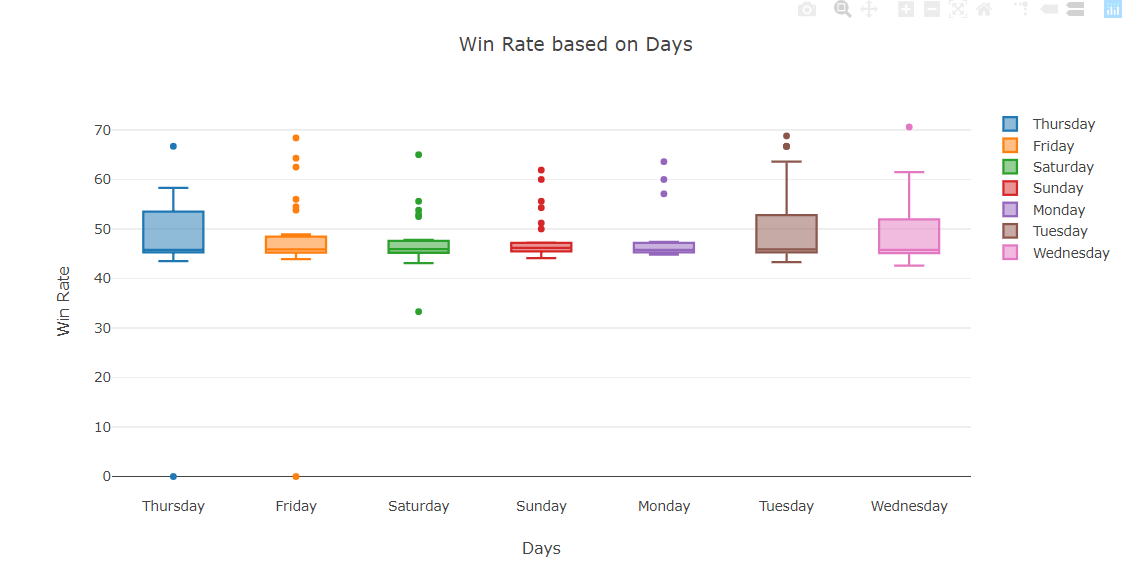 Win Rate based on Days
70
60
50
40
30
20
10
0
Win Rate
Thursday
Friday
Saturday
Sunday
Monday
Tuesday
Wednesday
Days
Thursday
Friday
Saturday
Sunday
Monday
Tuesday
Wednesday